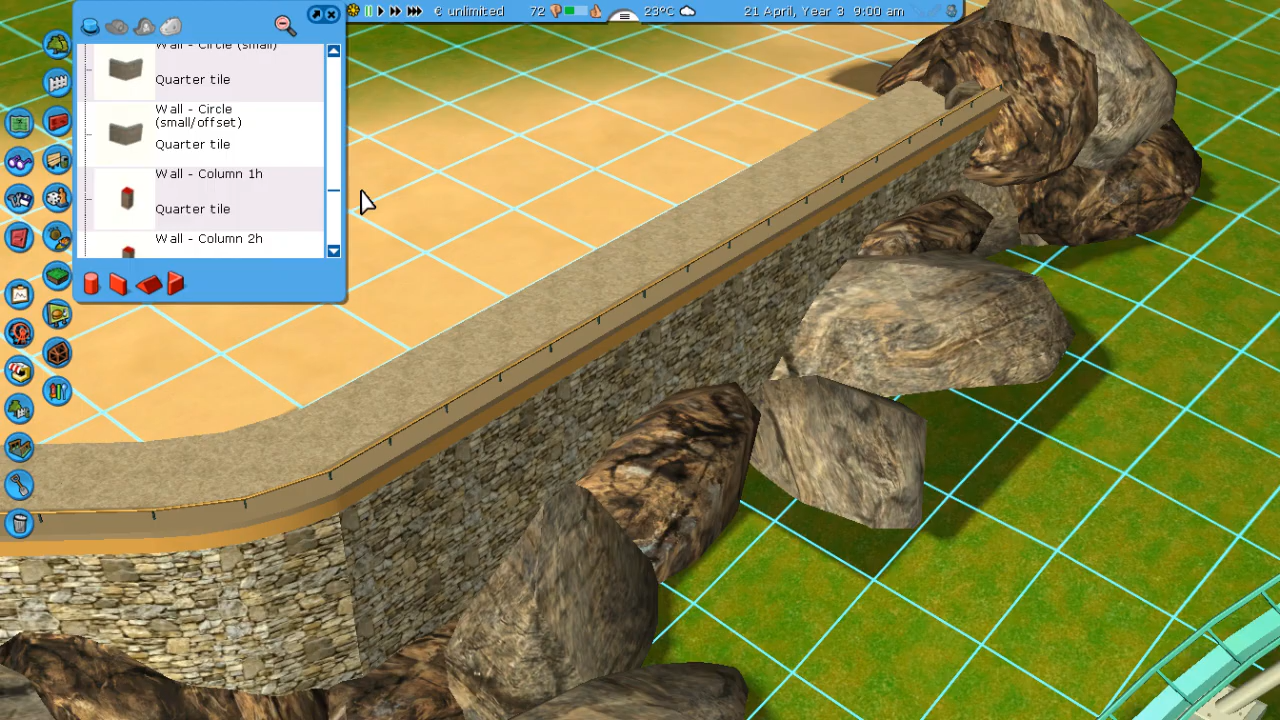 € unlimited
72
23°C
21 April, Year 3 9:00 am
Wall - Circle (small)
Quarter tile
Wall - Circle
(small/offset)
Quarter tile
Wall - Column 1h
Quarter tile
Wall - Column 2h